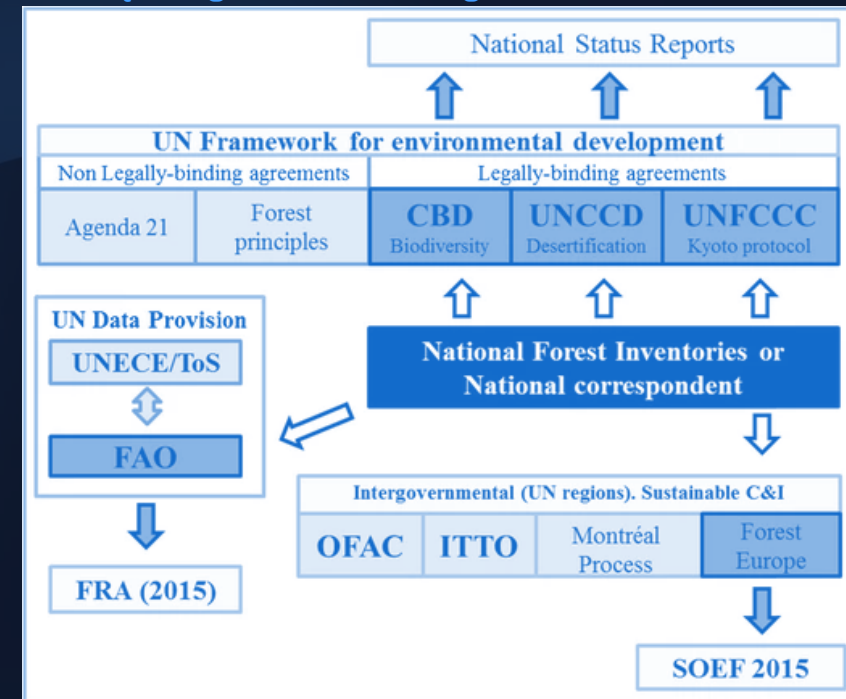 National Status Reports
UN Framework for environmental development
Non Legally-binding agreements
Legally-binding agreements
Agenda 21
Forest
principles
CBD
Biodiversity
UNCCD
Desertification
UNFCCC
Kyoto protocol
UN Data Provision
UNECE/ToS
FAO
FRA (2015)
National Forest Inventories or
National correspondent
Intergovernmental (UN regions). Sustainable C&I
OFAC
ITTO
Montréal
Process
Forest
Europe
SOEF 2015